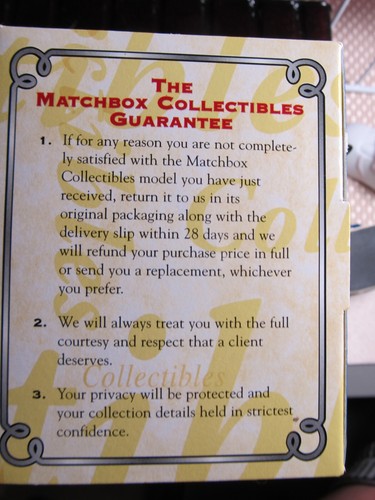 THE
MATCHBOX COLLECTIBLES
GUARANTEE
1. If for any reason you are not complete-
ly satisfied with the Matchbox
Collectibles model you have just
received, return it to us in its
original packaging along with the
delivery slip within 28 days and we
will refund your purchase price in full
or send you a replacement, whichever
you prefer.
2. We will always treat you with the full
courtesy and respect that a client
deserves.
Collectibles
3. Your privacy will be protected and
your collection details held in strictest
confidence.